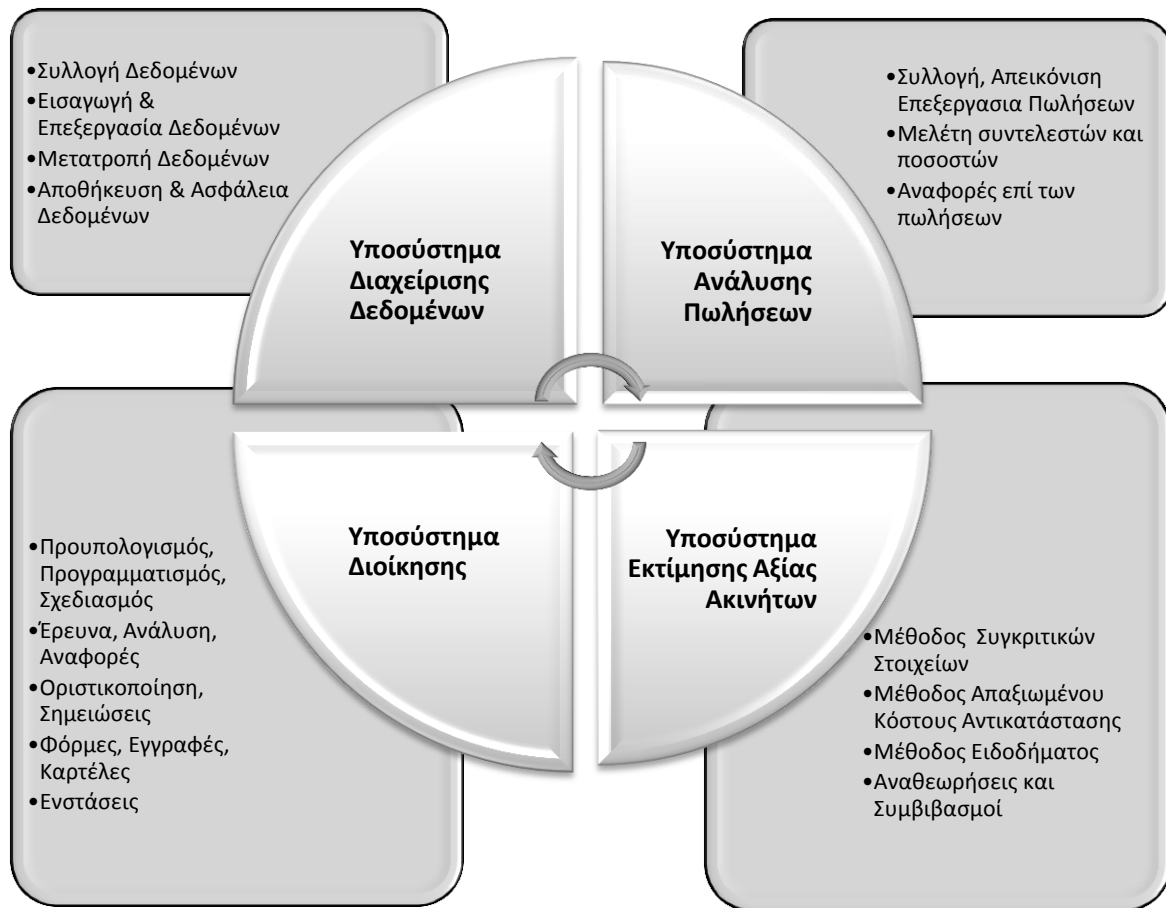 •Συλλογή Δεδομένων
•Εισαγωγή &
Επεξεργασία Δεδομένων
•Μετατροπή Δεδομένων
•Αποθήκευση & Ασφάλεια
Δεδομένων
Υποσύστημα
Διαχείρισης
Δεδομένων
•Συλλογή, Απεικόνιση
Επεξεργασια Πωλήσεων
•Μελέτη συντελεστών και
ποσοστών
•Αναφορές επί των
πωλήσεων
Υποσύστημα
Ανάλυσης
Πωλήσεων
•Προυπολογισμός,
Προγραμματισμός,
Σχεδιασμός
•Έρευνα, Ανάλυση,
Αναφορές
•Οριστικοποίηση,
Σημειώσεις
•Φόρμες, Εγγραφές,
Καρτέλες
•Ενστάσεις
Υποσύστημα
Διοίκησης
Υποσύστημα
Εκτίμησης Αξίας
Ακινήτων
•Μέθοδος Συγκριτικών
Στοιχείων
•Μέθοδος Απαξιωμένου
Κόστους Αντικατάστασης
•Μέθοδος Ειδοδήματος
•Αναθεωρήσεις και
Συμβιβασμοί